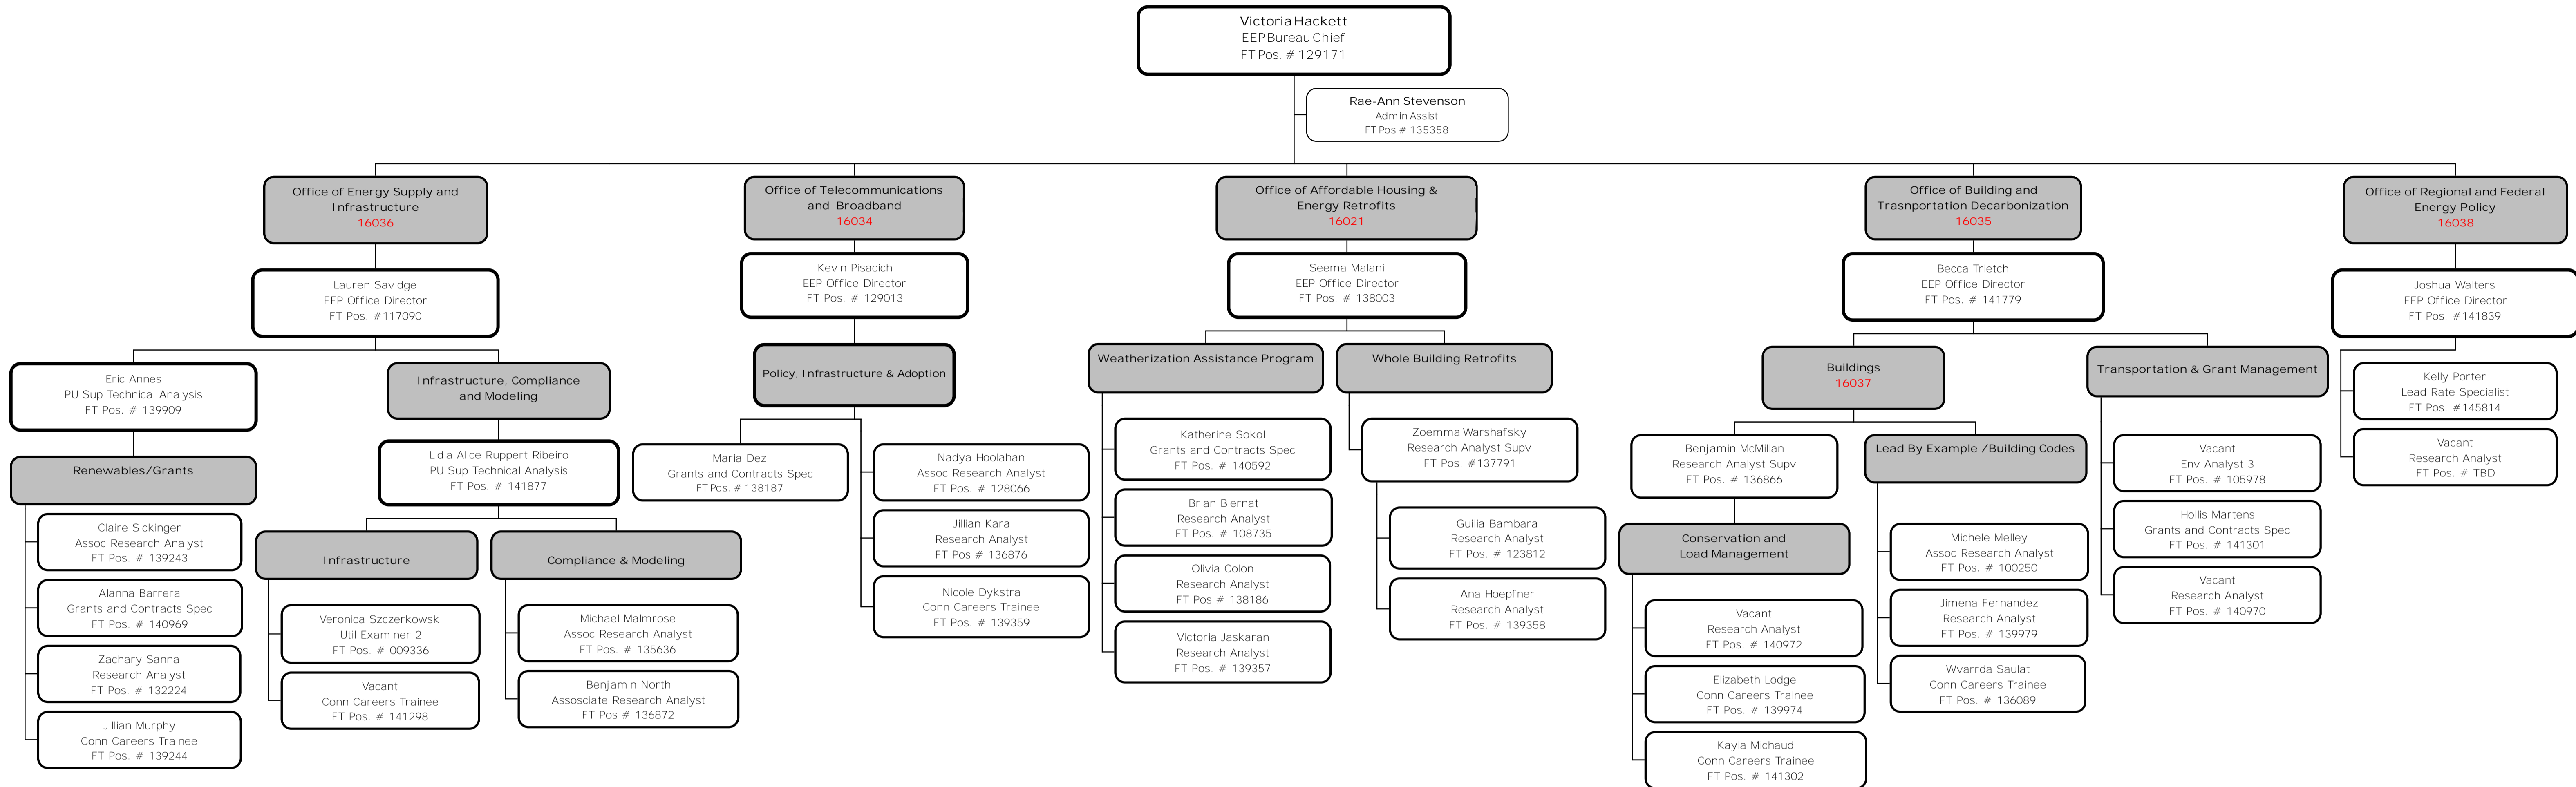 Victoria Hackett
EEP Bureau Chief
FT Pos. # 129171
Rae-Ann Stevenson
Admin Assist
FT Pos # 135358
Office of Energy Supply and
Infrastructure
16036
Lauren Savidge
EEP Office Director
FT Pos. #117090
Eric Annes
PU Sup Technical Analysis
FT Pos. # 139909
Renewables/Grants
Claire Sickinger
Assoc Research Analyst
FT Pos. # 139243
Alanna Barrera
Grants and Contracts Spec
FT Pos. # 140969
Zachary Sanna
Research Analyst
FT Pos. # 132224
Jillian Murphy
Conn Careers Trainee
FT Pos. # 139244
Infrastructure, Compliance
and Modeling
Lidia Alice Ruppert Ribeiro
PU Sup Technical Analysis
FT Pos. # 141877
Infrastructure
Veronica Szczerkowski
Util Examiner 2
FT Pos. # 009336
Vacant
Conn Careers Trainee
FT Pos. # 141298
Compliance & Modeling
Michael Malmrose
Assoc Research Analyst
FT Pos. # 135636
Benjamin North
Assosciate Research Analyst
FT Pos # 136872
Office of Telecommunications
and Broadband
16034
Kevin Pisacich
EEP Office Director
FT Pos. # 129013
Policy, Infrastructure & Adoption
Maria Dezi
Grants and Contracts Spec
FT Pos. # 138187
Nadya Hoolahan
Assoc Research Analyst
FT Pos. # 128066
Jillian Kara
Research Analyst
FT Pos # 136876
Nicole Dykstra
Conn Careers Trainee
FT Pos. # 139359
Office of Affordable Housing &
Energy Retrofits
16021
Seema Malani
EEP Office Director
FT Pos. # 138003
Weatherization Assistance Program
Katherine Sokol
Grants and Contracts Spec
FT Pos. # 140592
Brian Biernat
Research Analyst
FT Pos. # 108735
Olivia Colon
Research Analyst
FT Pos # 138186
Victoria Jaskaran
Research Analyst
FT Pos. # 139357
Whole Building Retrofits
Zoemma Warshafsky
Research Analyst Supv
FT Pos. #137791
Guilia Bambara
Research Analyst
FT Pos. # 123812
Ana Hoepfner
Research Analyst
FT Pos. # 139358
Office of Building and
Trasnportation Decarbonization
16035
Becca Trietch
EEP Office Director
FT Pos. # 141779
Buildings
16037
Benjamin McMillan
Research Analyst Supv
FT Pos. # 136866
Conservation and
Load Management
Vacant
Research Analyst
FT Pos. # 140972
Elizabeth Lodge
Conn Careers Trainee
FT Pos. # 139974
Kayla Michaud
Conn Careers Trainee
FT Pos. # 141302
Lead By Example /Building Codes
Michele Melley
Assoc Research Analyst
FT Pos. # 100250
Jimena Fernandez
Research Analyst
FT Pos. # 139979
Wvarrda Saulat
Conn Careers Trainee
FT Pos. # 136089
Transportation & Grant Management
Vacant
Env Analyst 3
FT Pos. # 105978
Hollis Martens
Grants and Contracts Spec
FT Pos. # 141301
Vacant
Research Analyst
FT Pos. # 140970
Office of Regional and Federal
Energy Policy
16038
Joshua Walters
EEP Office Director
FT Pos. #141839
Kelly Porter
Lead Rate Specialist
FT Pos. #145814
Vacant
Research Analyst
FT Pos. # TBD